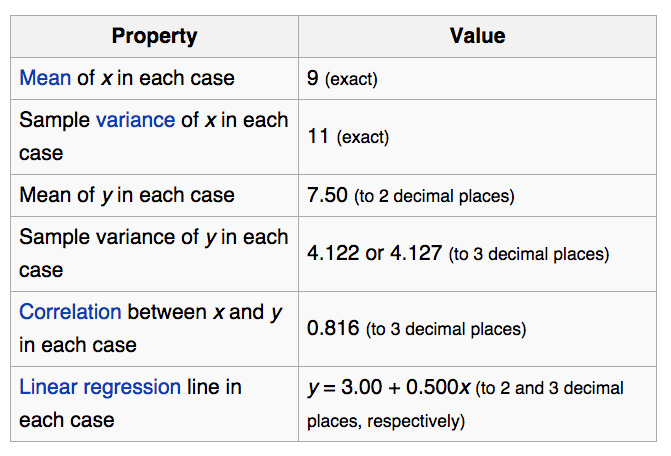 Property Value
Mean of x in each case 9 (exact)
Sample variance of x in each
case
11 (exact)
Mean of y in each case 7.50 (to 2 decimal places)
Sample variance of y in each
case
4.122 or 4.127 (to 3 decimal places)
Correlation between x and y
in each case
0.816 (to 3 decimal places)
Linear regression line in
each case
y = 3.00 + 0.500x (to 2 and 3 decimal
places, respectively)